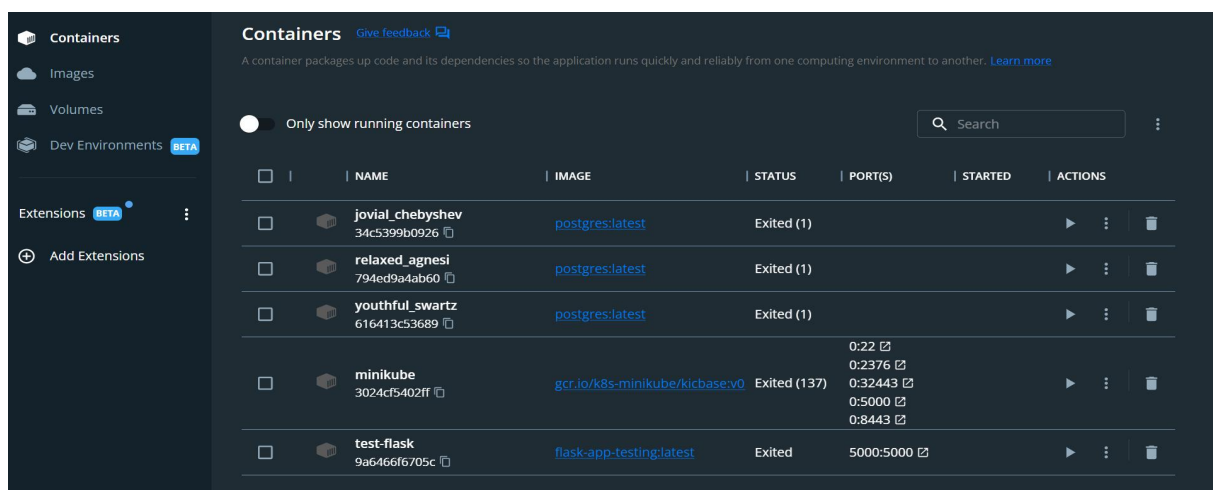 Containers
Images
Volumes
Dev Environments BETA
Extensions BETA
Add Extensions
Containers Give feedback
A container packages up code and its dependencies so the application runs quickly and reliably from one computing environment to another. Learn more
Only show running containers
Search
NAME IMAGE STATUS PORT(S) STARTED ACTIONS
jovial_chebyshev
34c5399b0926
postgres:latest
Exited (1)
relaxed_agnesi
794ed9a4ab60
postgres:latest
Exited (1)
youthful_swartz
616413c53689
postgres:latest
Exited (1)
minikube
3024cf5402ff
gcr.io/k8s-minikube/kicbase:v0
Exited (137)
0:22
0:2376
0:32443
0:5000
0:8443
test-flask
9a6466f6705c
flask-app-testing:latest
Exited
5000:5000